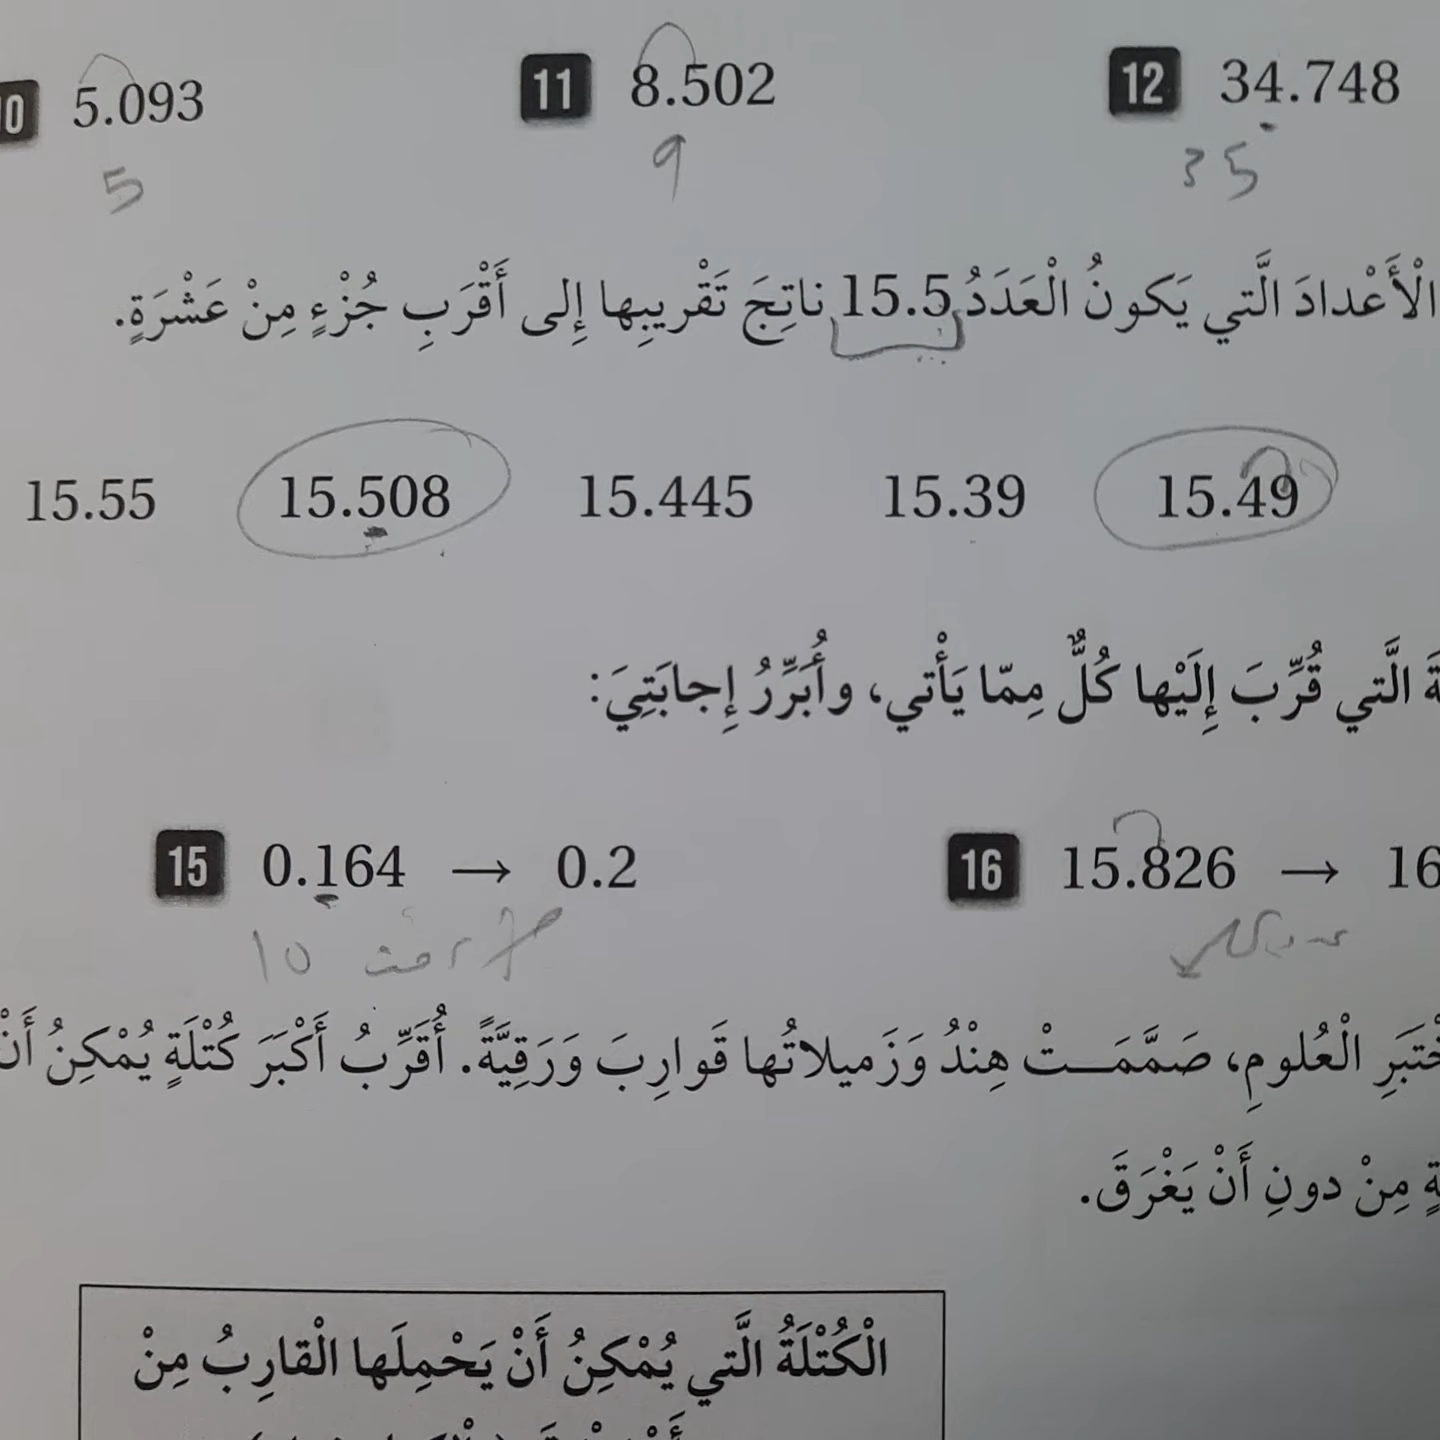 10 5.093 11 8.502 12 34.748
5 9 35
الْأَعْدادَ الَّتي يَكونُ الْعَدَدُ 15.5 ناتِجَ تَقْريبِها إِلى أَقْرَبِ جُزْءٍ مِنْ عَشْرَةٍ.
15.55 15.508 15.445 15.39 15.49
الَّتي قُرِّبَ إِلَيْها كُلٌّ مِمّا يَأْتي، وأُبَرِّرُ إِجابَتِيَ:
15 0.164 → 0.2 16 15.826 → 16
10
الْعُلومِ، صَمَّمَــتْ هِنْدُ وَزَميلاتُها قَوارِبَ وَرَقِيَّةً. أُقَرِّبُ أَكْبَرَ كُتْلَةٍ يُمْكِنُ أَنْ
مِنْ دونِ أَنْ يَغْرَقَ.
الْكُتْلَةُ الَّتي يُمْكِنُ أَنْ يَحْمِلَها الْقارِبُ مِنْ